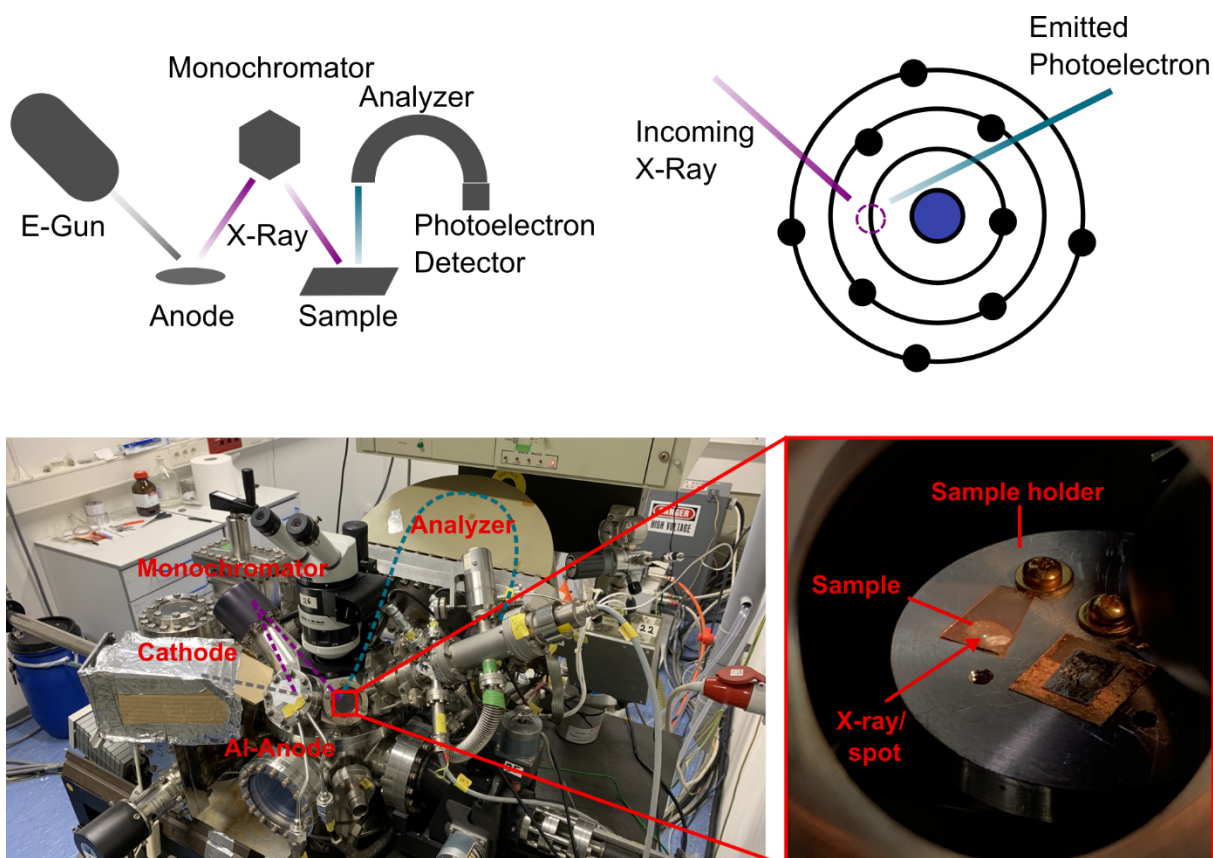 Monochromator
Analyzer
E-Gun
X-Ray
Photoelectron
Detector
Anode
Sample
Emitted
Photoelectron
Incoming
X-Ray
Analyzer
Monochromator
Cathode
Al-Anode
DANGER
HIGH VOLTAGE
22
Sample holder
Sample
X-ray/
spot